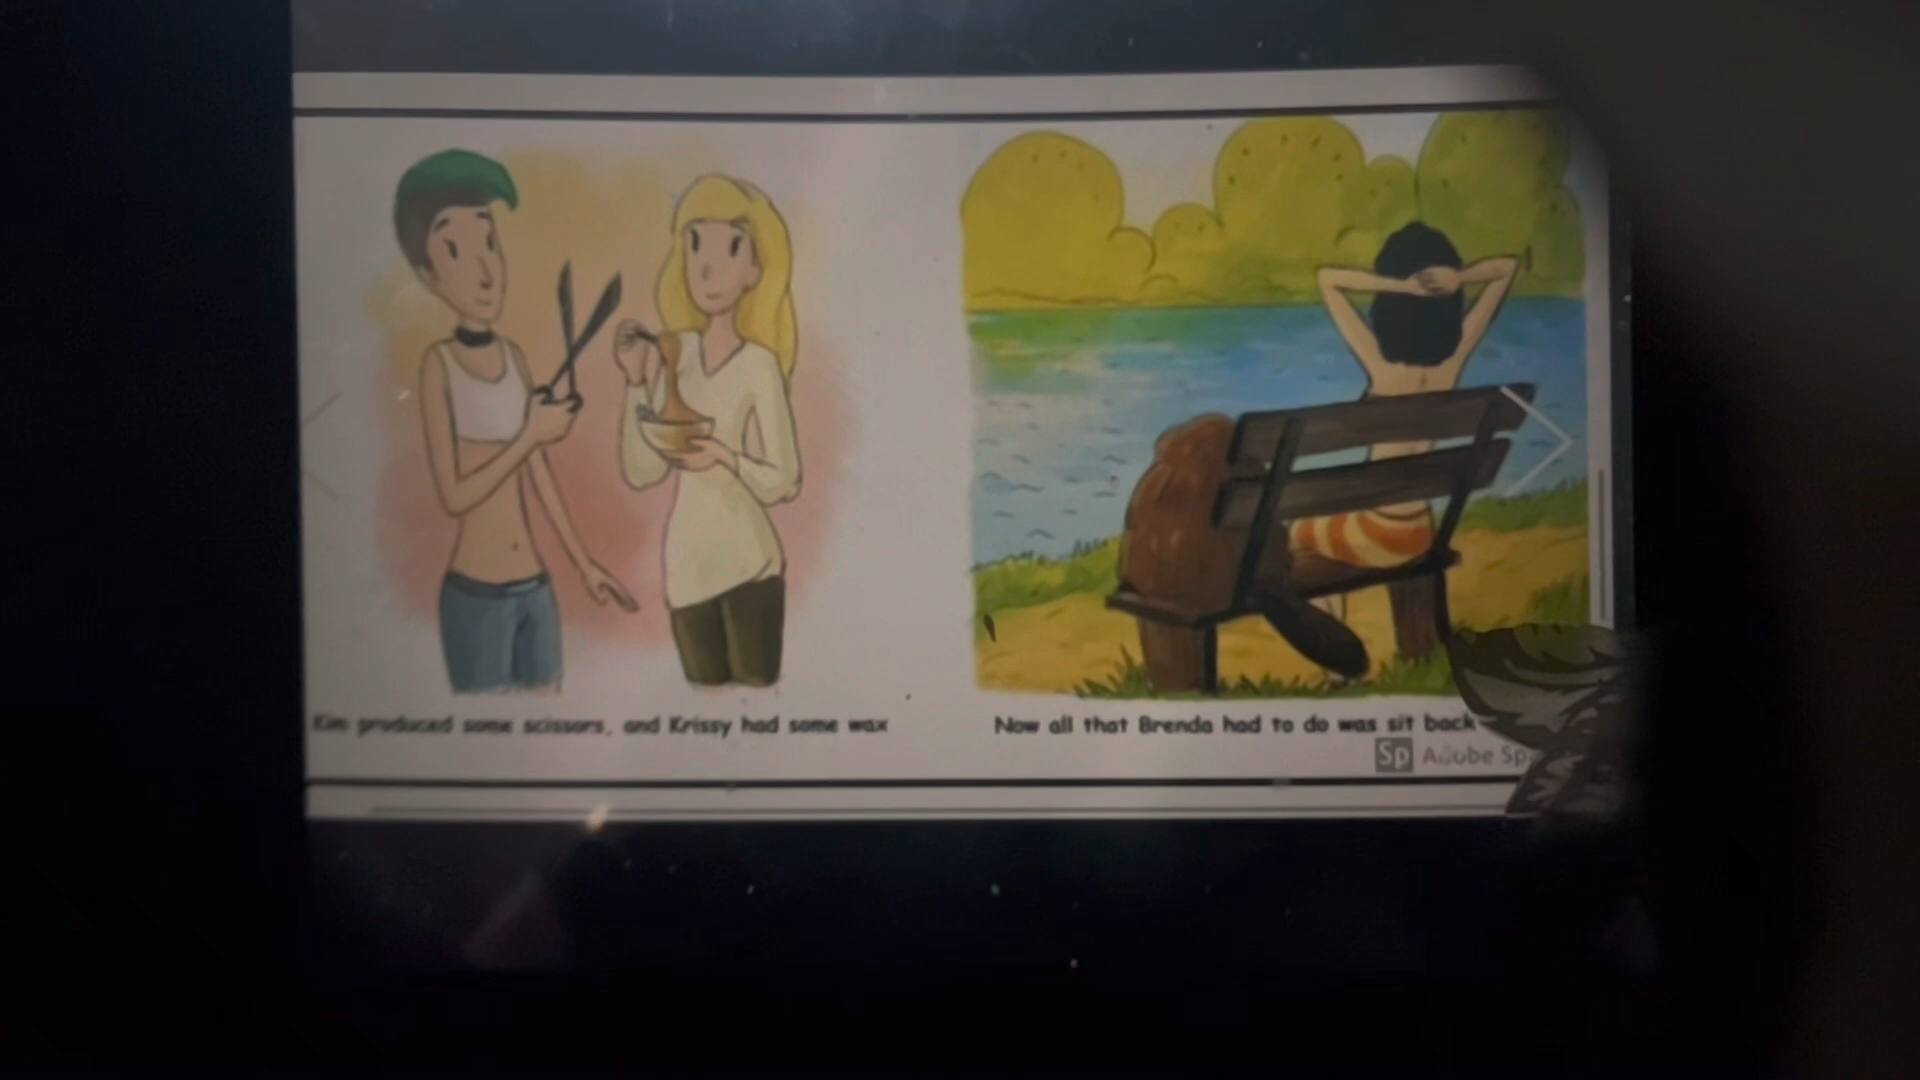 Kim produced some scissors, and Krissy had some wax
Now all that Brenda had to do was sit back
Sp Adobe Sp